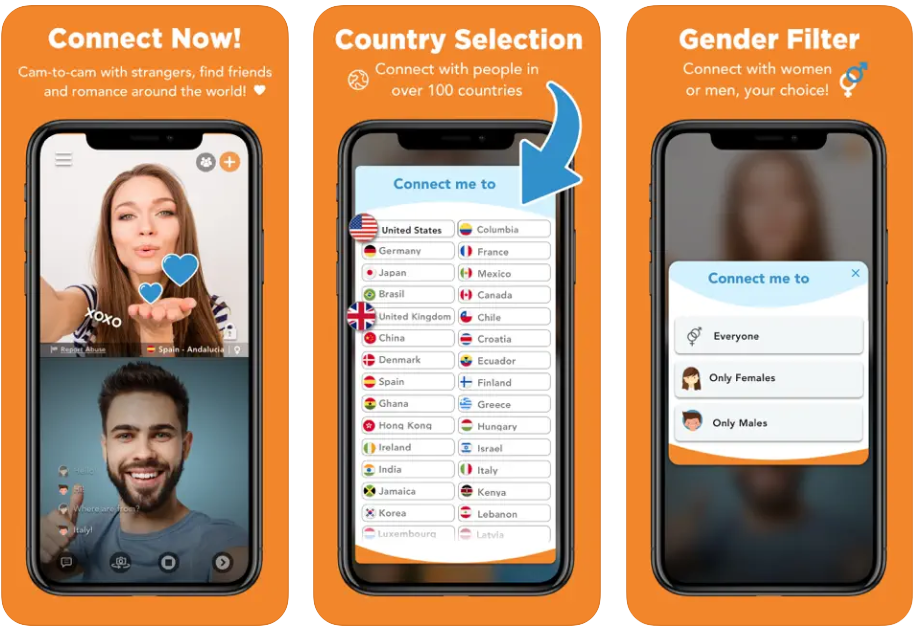 Connect Now!
Cam-to-cam with strangers, find friends
and romance around the world!
XOXO
Report Abuse
Spain - Andalucia
Where are from?
Italy!
Country Selection
Connect with people in
over 100 countries
Connect me to
United States
Columbia
Germany
France
Japan
Mexico
Brasil
Canada
United Kingdom
Chile
China
Croatia
Denmark
Ecuador
Spain
Finland
Ghana
Greece
Hong Kong
Hungary
Ireland
Israel
India
Italy
Jamaica
Kenya
Korea
Lebanon
Luxembourg
Latvia
Gender Filter
Connect with women
or men, your choice!
Connect me to
Everyone
Only Females
Only Males